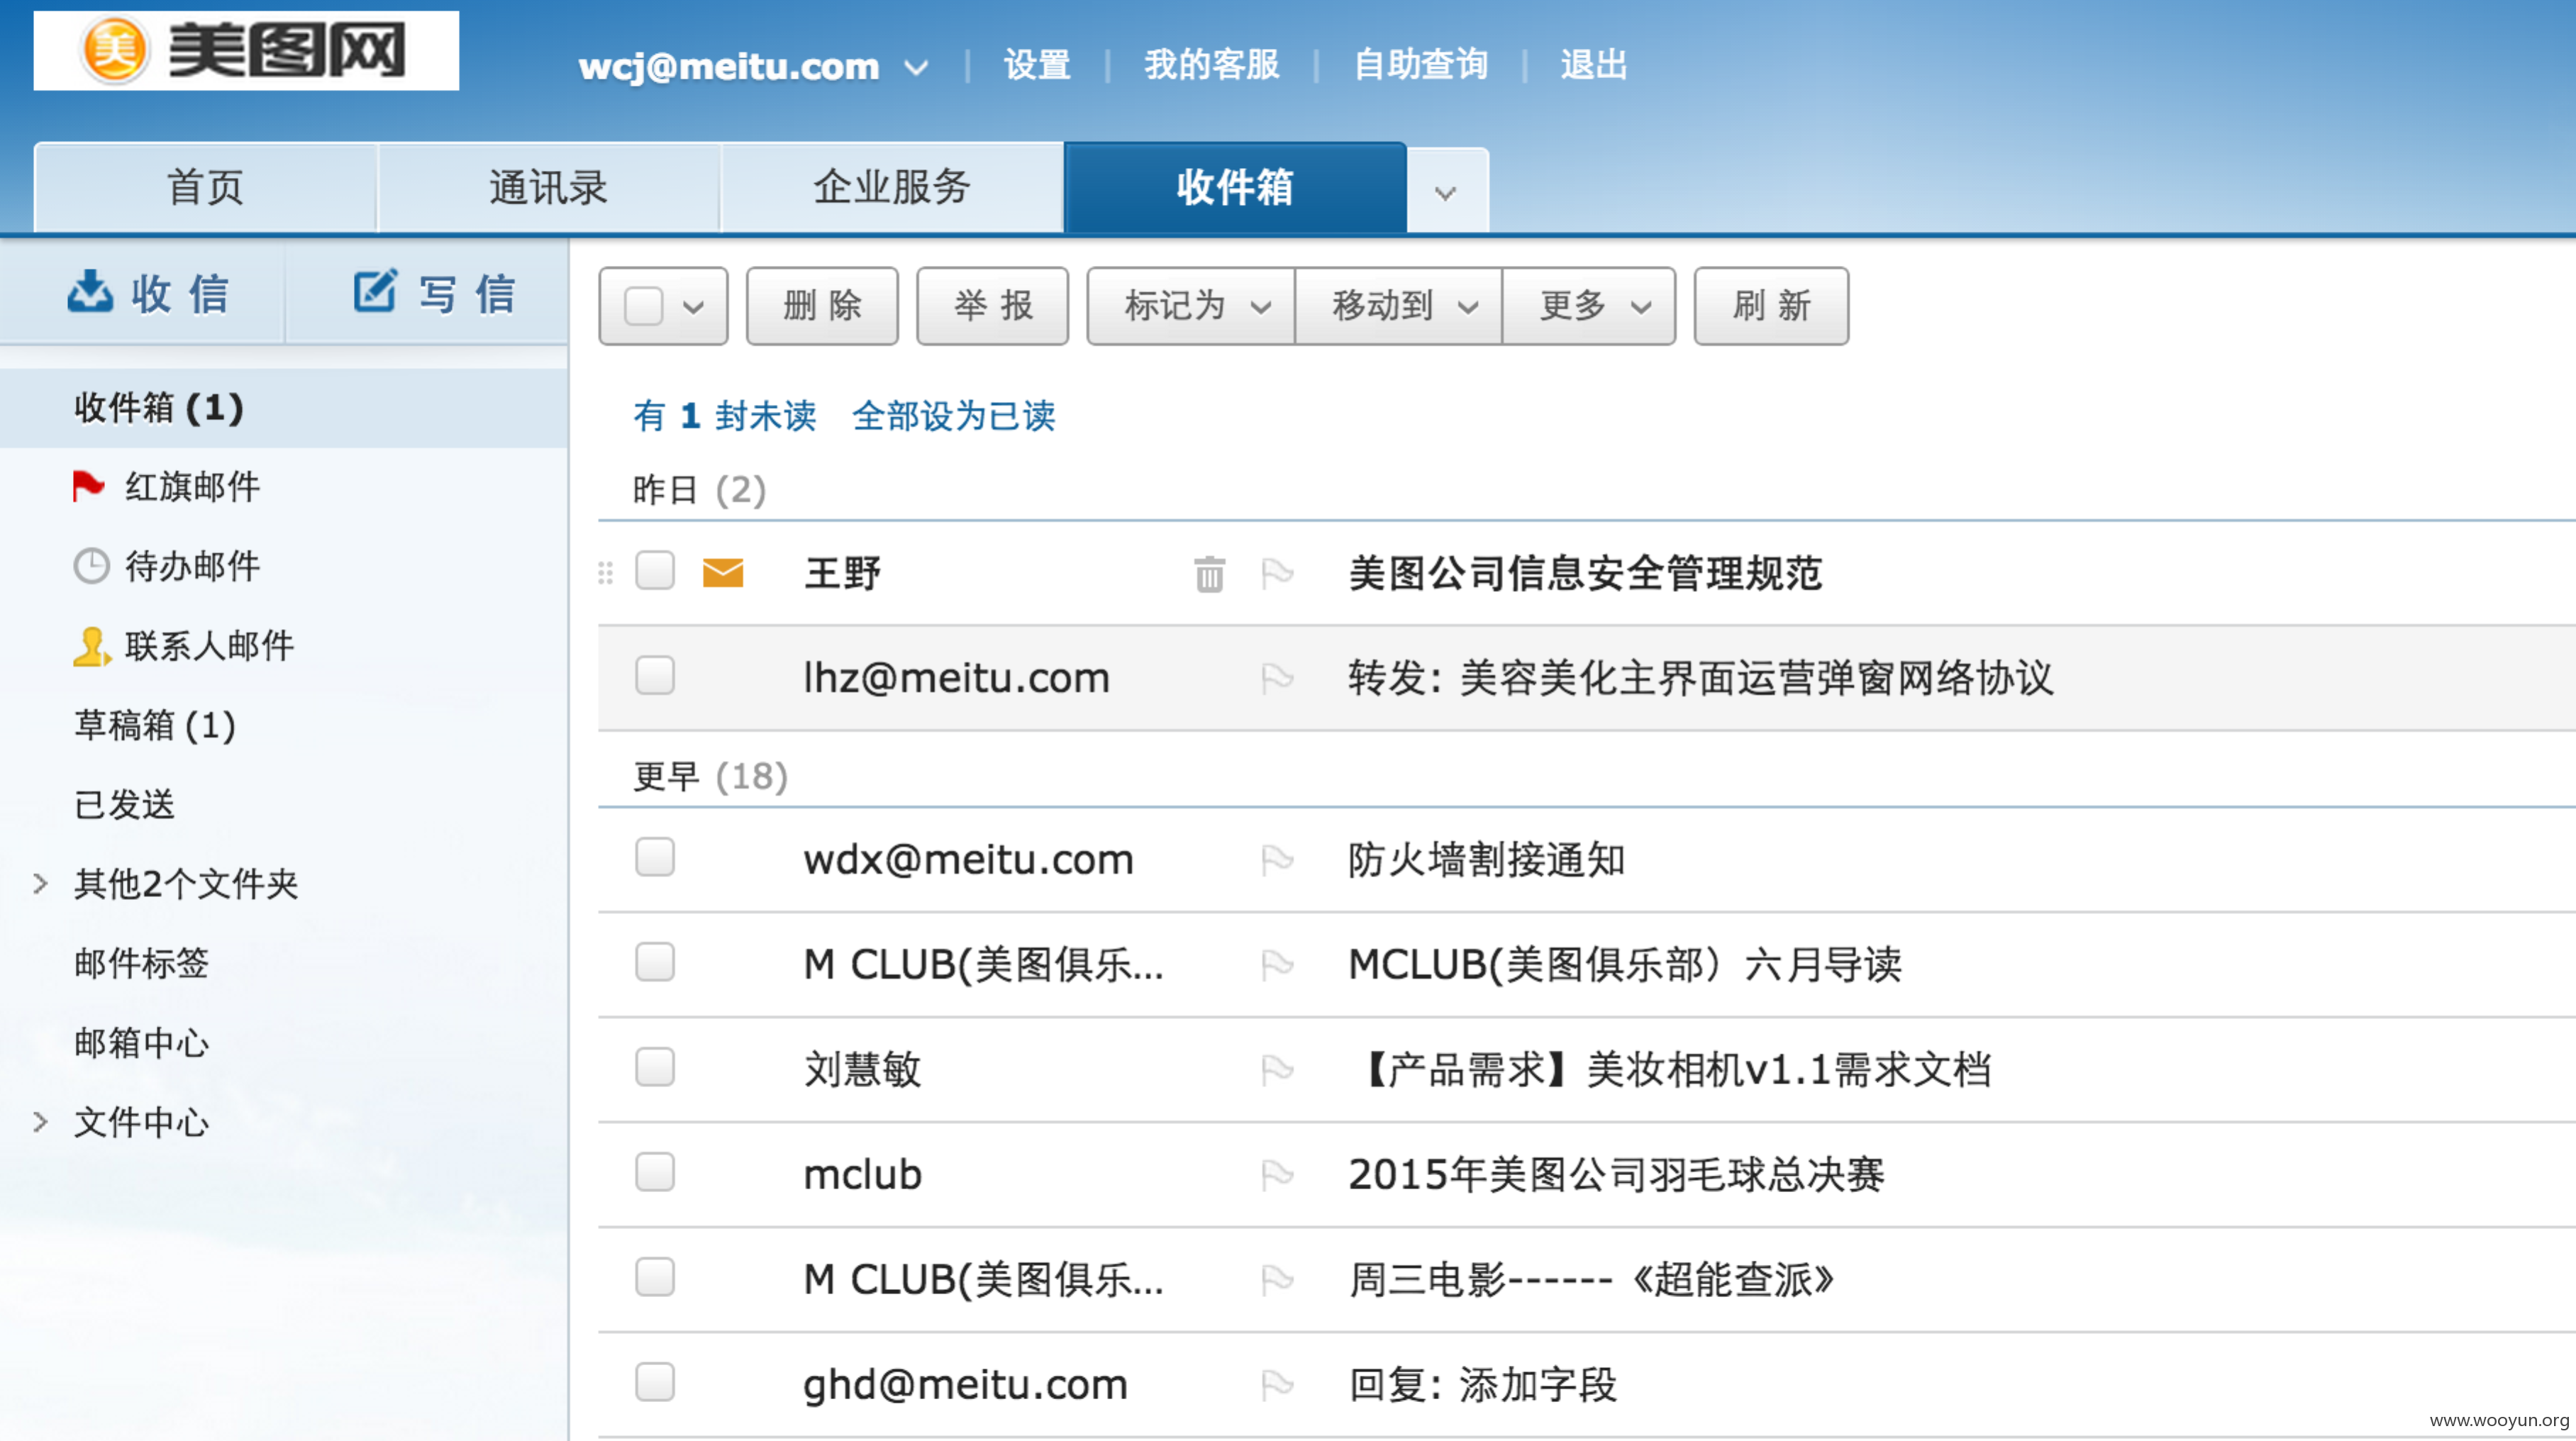 美 美图网
wcj@meitu.com 设置 我的客服 自助查询 退出
首页 通讯录 企业服务 收件箱
收 信 写 信
删 除 举 报 标记为 移动到 更多 刷 新
收件箱 (1)
红旗邮件
待办邮件
联系人邮件
草稿箱 (1)
已发送
其他2个文件夹
邮件标签
邮箱中心
文件中心
有 1 封未读 全部设为已读
昨日 (2)
王野 美图公司信息安全管理规范
lhz@meitu.com 转发: 美容美化主界面运营弹窗网络协议
更早 (18)
wdx@meitu.com 防火墙割接通知
M CLUB(美图俱乐... MCLUB(美图俱乐部）六月导读
刘慧敏 【产品需求】美妆相机v1.1需求文档
mclub 2015年美图公司羽毛球总决赛
M CLUB(美图俱乐... 周三电影------《超能查派》
ghd@meitu.com 回复: 添加字段
www.wooyun.org